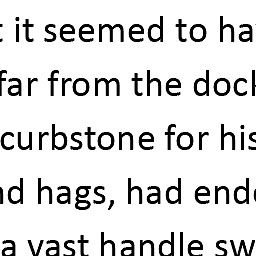 t it seemed to ha
far from the dock
curbstone for his
nd hags, had ende
a vast handle sw